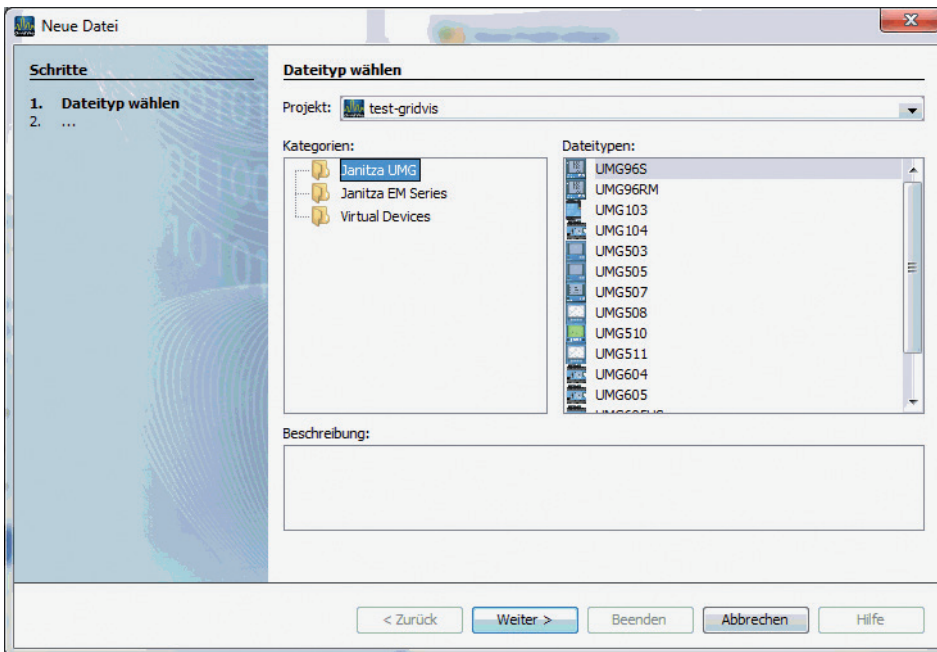 Neue Datei
Schritte
1. Dateityp wählen
2. ...
Dateityp wählen
Projekt: test-gridvis
Kategorien:
Janitza UMG
Janitza EM Series
Virtual Devices
Dateitypen:
UMG96S
UMG96RM
UMG103
UMG104
UMG503
UMG505
UMG507
UMG508
UMG510
UMG511
UMG604
UMG605
Beschreibung:
< Zurück
Weiter >
Beenden
Abbrechen
Hilfe